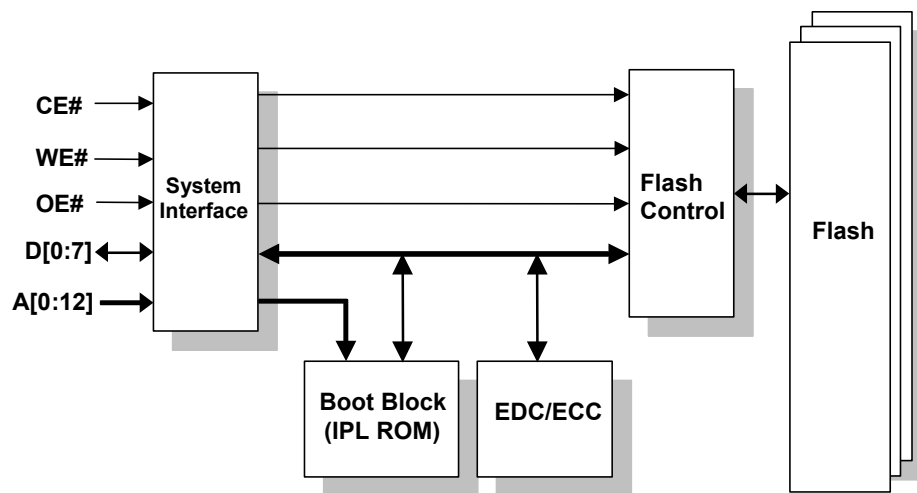 CE#
WE#
OE#
D[0:7]
A[0:12]
System
Interface
Flash
Control
Flash
Boot Block
(IPL ROM)
EDC/ECC